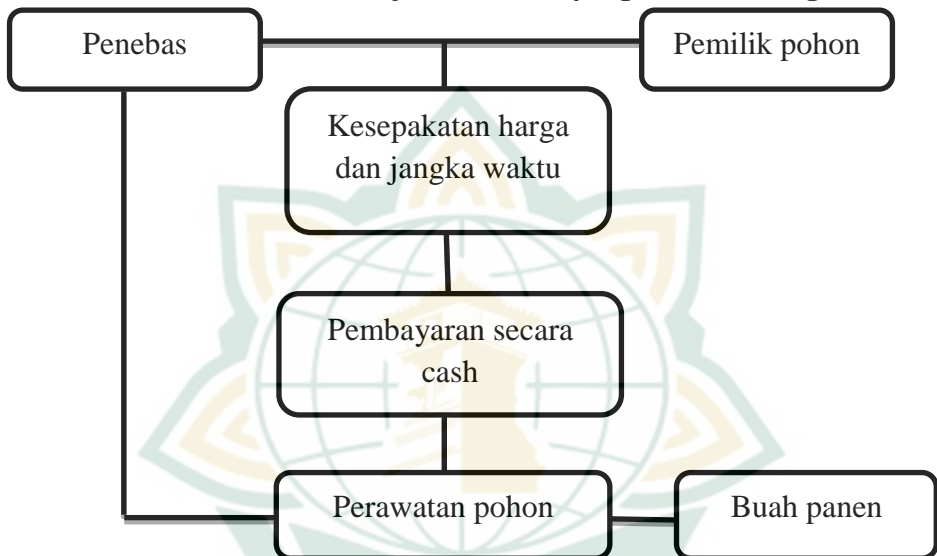 Penebas
Pemilik pohon
Kesepakatan harga
dan jangka waktu
Pembayaran secara
cash
Perawatan pohon
Buah panen